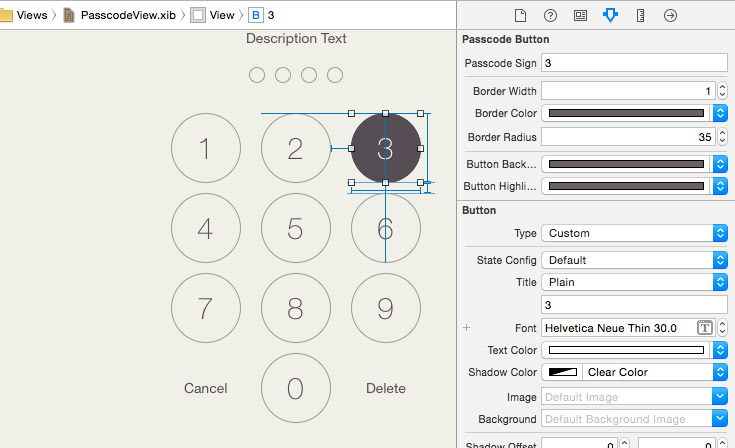 Views PasscodeView.xib View B 3
Description Text
1 2 3
4 5 6
7 8 9
Cancel 0 Delete
Passcode Button
Passcode Sign 3
Border Width 1
Border Color
Border Radius 35
Button Back...
Button Highli...
Button
Type Custom
State Config Default
Title Plain
3
Font Helvetica Neue Thin 30.0 T
Text Color
Shadow Color Clear Color
Image Default Image
Background Default Background Image
Shadow Offset 0 0